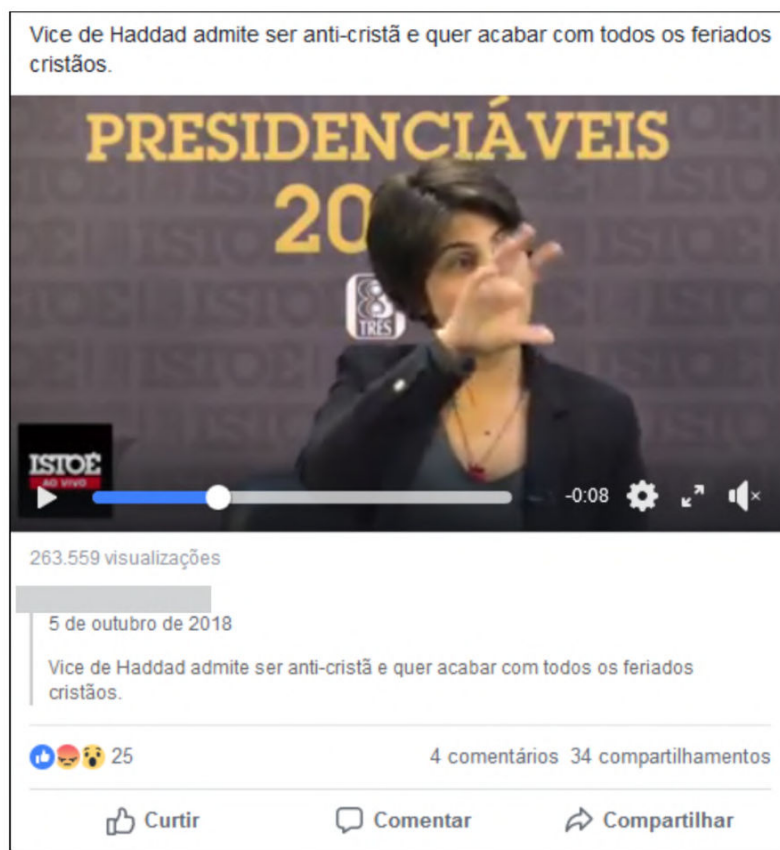 Vice de Haddad admite ser anti-cristã e quer acabar com todos os feriados
cristãos.
PRESIDENCIÁVEIS
20
TRÊS
ISTOÉ
AO VIVO
-0:08
263.559 visualizações
5 de outubro de 2018
Vice de Haddad admite ser anti-cristã e quer acabar com todos os feriados
cristãos.
25
4 comentários 34 compartilhamentos
Curtir
Comentar
Compartilhar